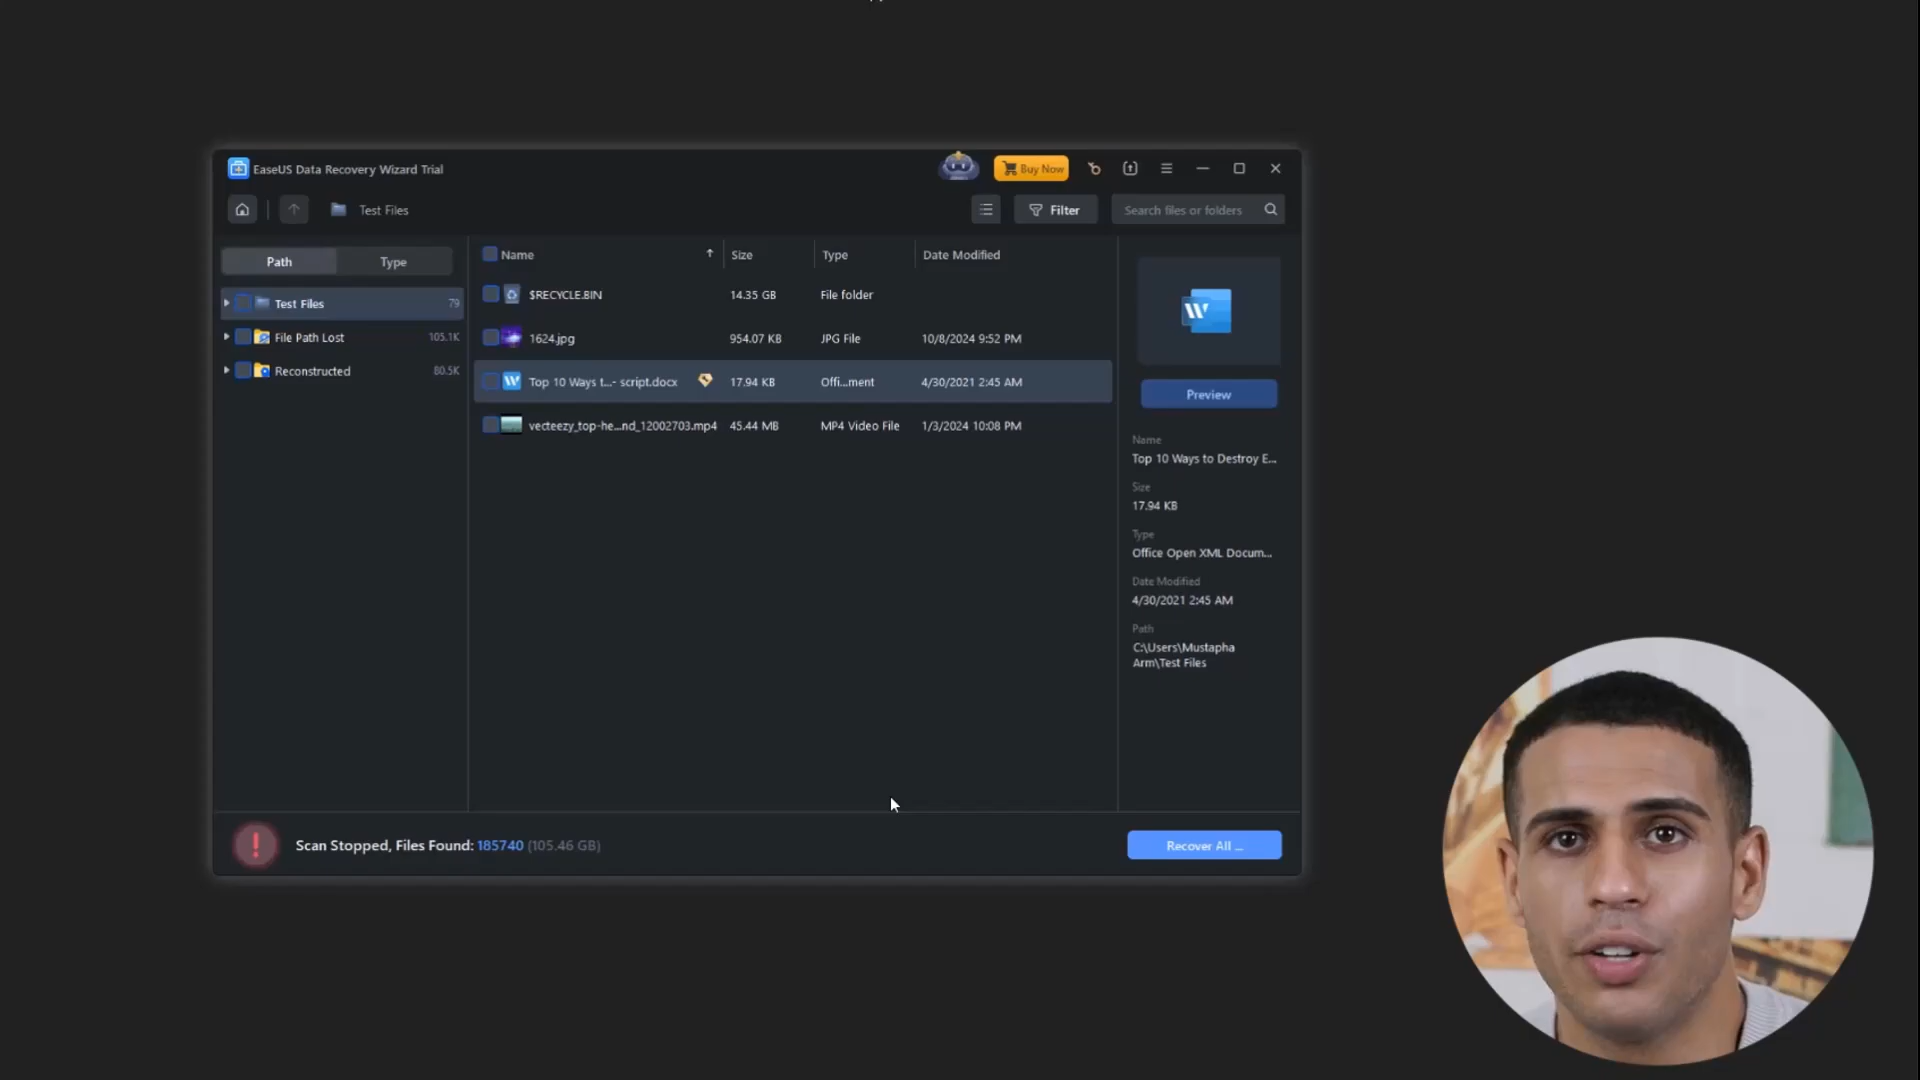 EaseUS Data Recovery Wizard Trial
Buy Now
Test Files
Filter
Search files or folders
Path
Type
Test Files 79
File Path Lost 105.1K
Reconstructed 80.5K
Name Size Type Date Modified
$RECYCLE.BIN 14.35 GB File folder
1624.jpg 954.07 KB JPG File 10/8/2024 9:52 PM
Top 10 Ways t...- script.docx 17.94 KB Offi...ment 4/30/2021 2:45 AM
vecteezy_top-he...nd_12002703.mp4 45.44 MB MP4 Video File 1/3/2024 10:08 PM
W
Preview
Name
Top 10 Ways to Destroy E...
Size
17.94 KB
Type
Office Open XML Docum...
Date Modified
4/30/2021 2:45 AM
Path
C:\Users\Mustapha
Arm\Test Files
Scan Stopped, Files Found: 185740 (105.46 GB)
Recover All ...